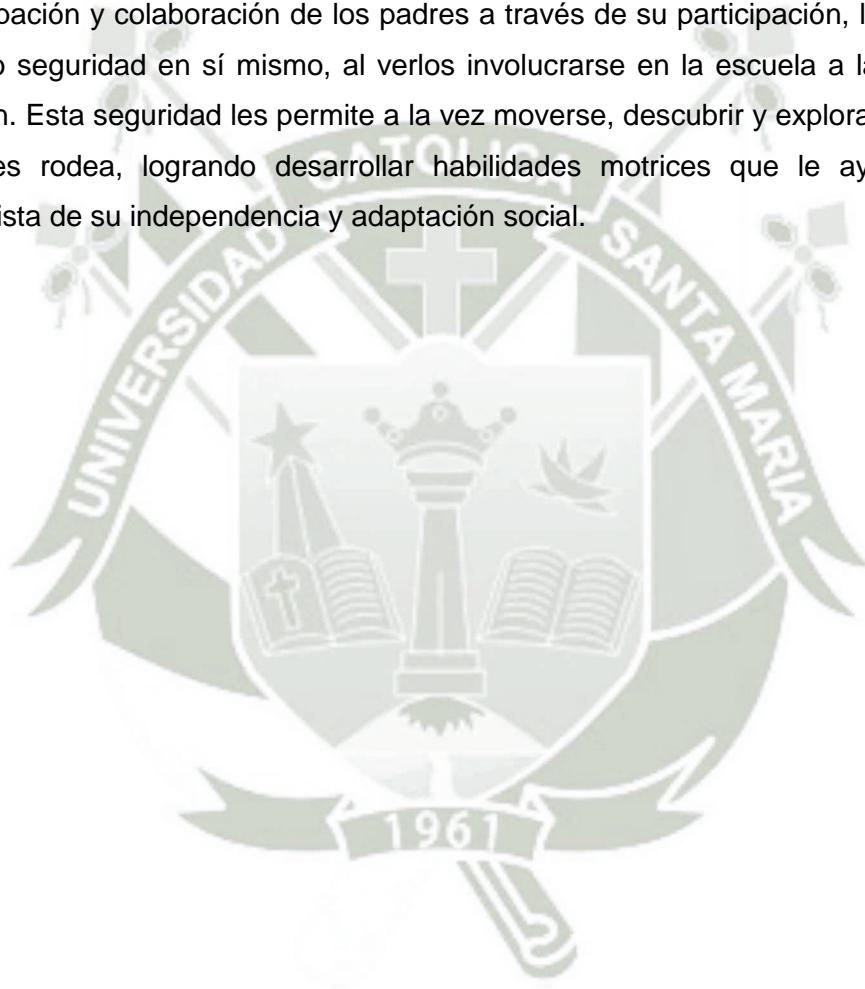 pación y colaboración de los padres a través de su participación, l
o seguridad en sí mismo, al verlos involucrarse en la escuela a la
n. Esta seguridad les permite a la vez moverse, descubrir y explora
es rodea, logrando desarrollar habilidades motrices que le ay
ista de su independencia y adaptación social.
UNIVERSIDAD CATOLICA SANTA MARIA
1961